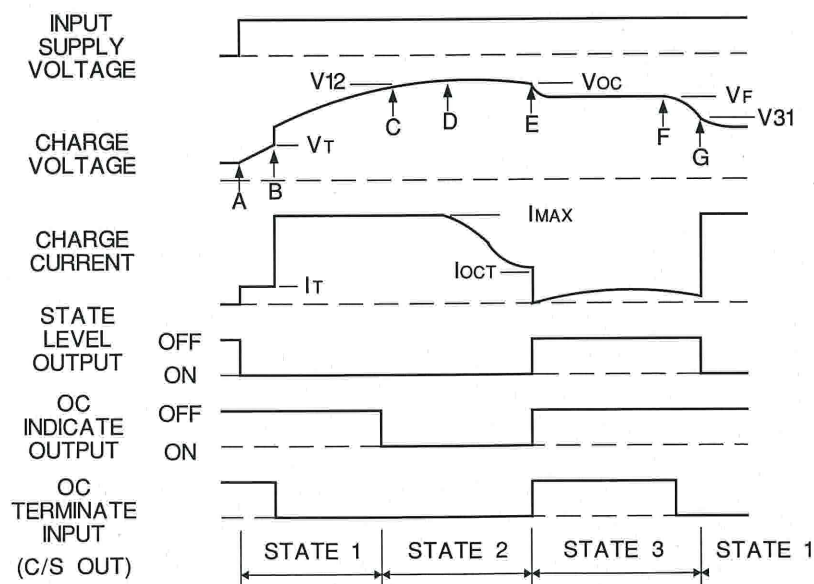 INPUT
SUPPLY
VOLTAGE
V12
VOC
VF
V31
C
D
E
F
G
CHARGE
VOLTAGE
VT
A
B
CHARGE
CURRENT
IMAX
IOCT
IT
STATE
LEVEL
OUTPUT
OFF
ON
OC
INDICATE
OUTPUT
OFF
ON
OC
TERMINATE
INPUT
(C/S OUT)
STATE 1
STATE 2
STATE 3
STATE 1